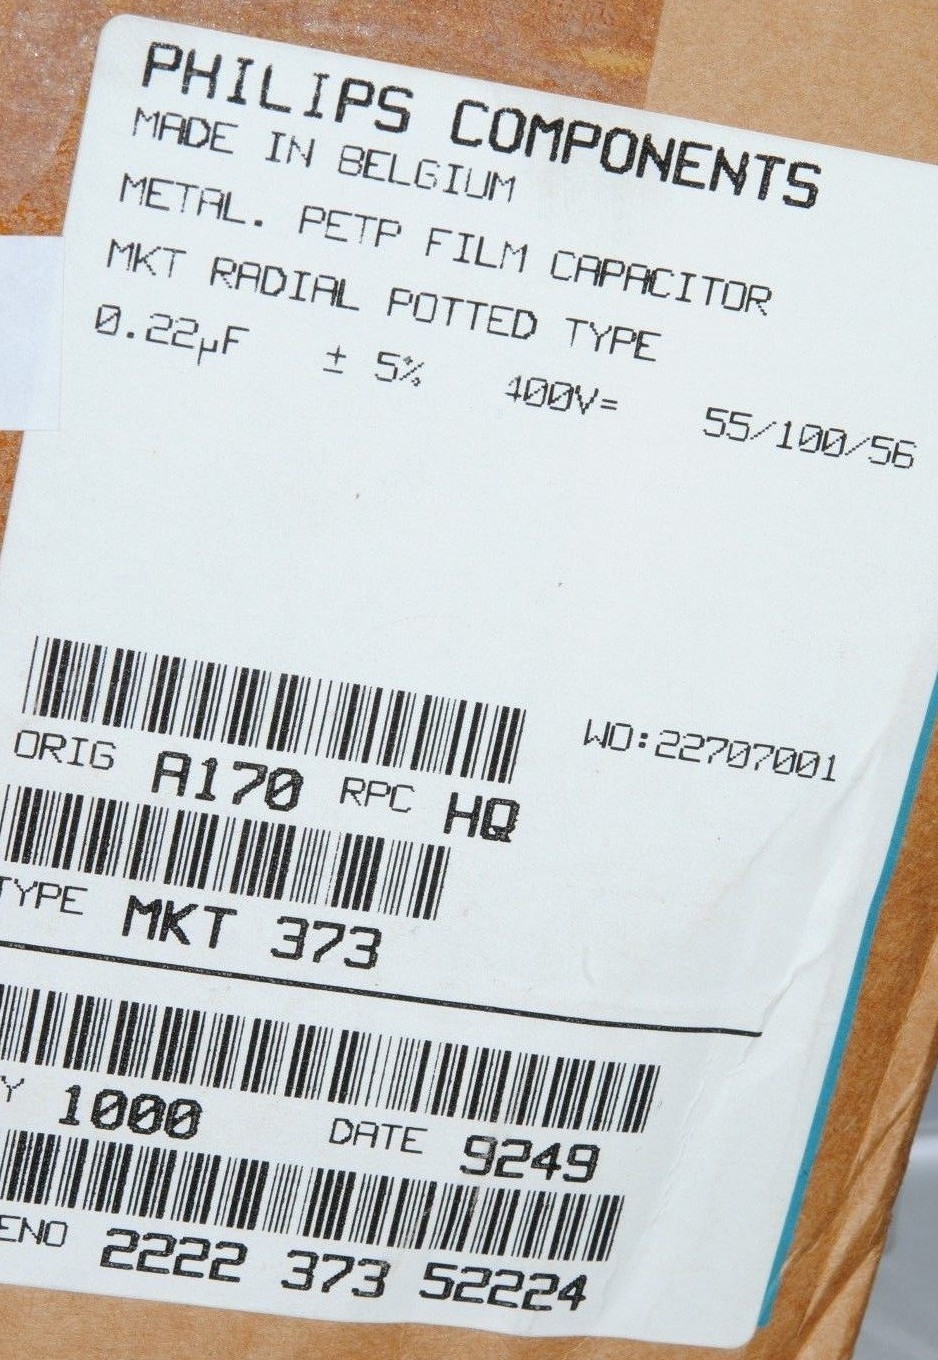 PHILIPS COMPONENTS
MADE IN BELGIUM
METAL. PETP FILM CAPACITOR
MKT RADIAL POTTED TYPE
0.22µF ± 5% 400V= 55/100/56
WO:22707001
ORIG A170 RPC HQ
TYPE MKT 373
Y 1000 DATE 9249
ENO 2222 373 52224